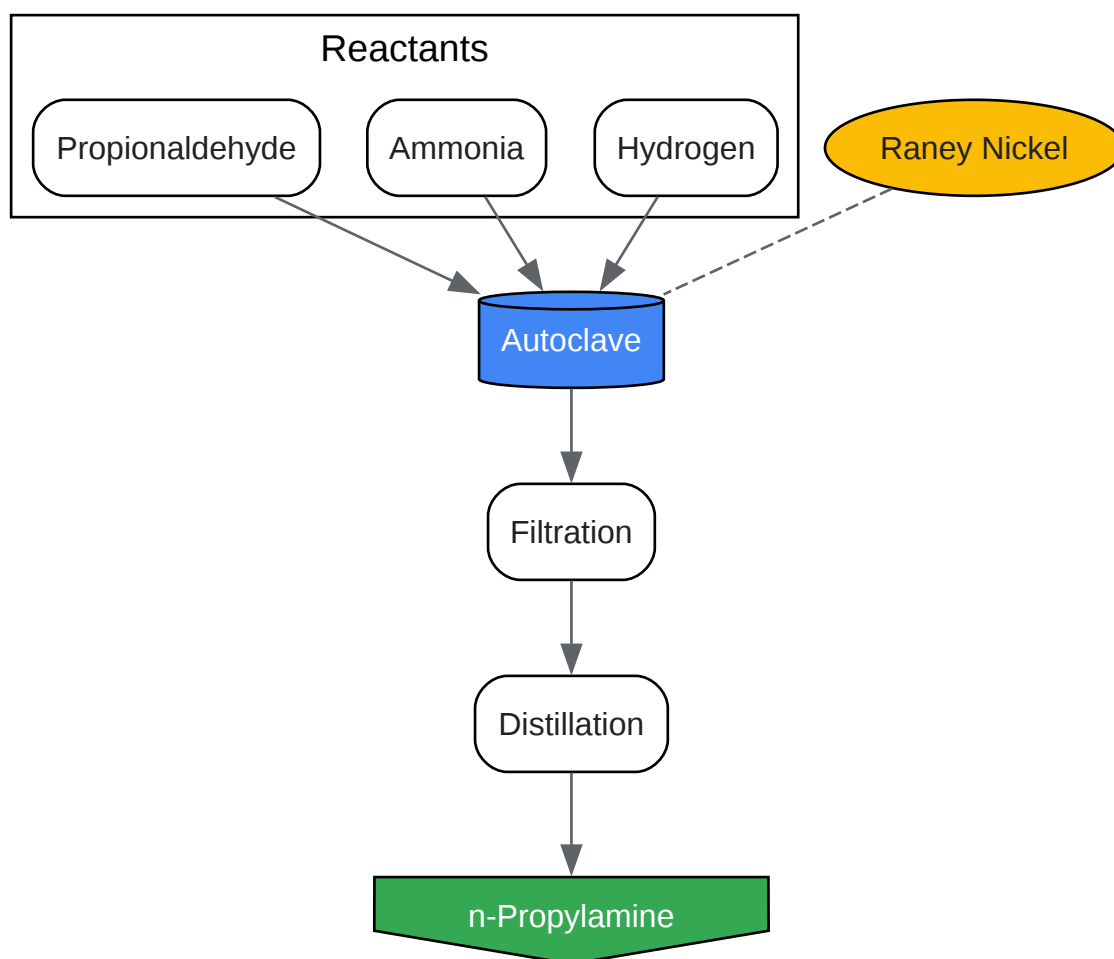 Reactants
Propionaldehyde
Ammonia
Hydrogen
Raney Nickel
Autoclave
Filtration
Distillation
n-Propylamine